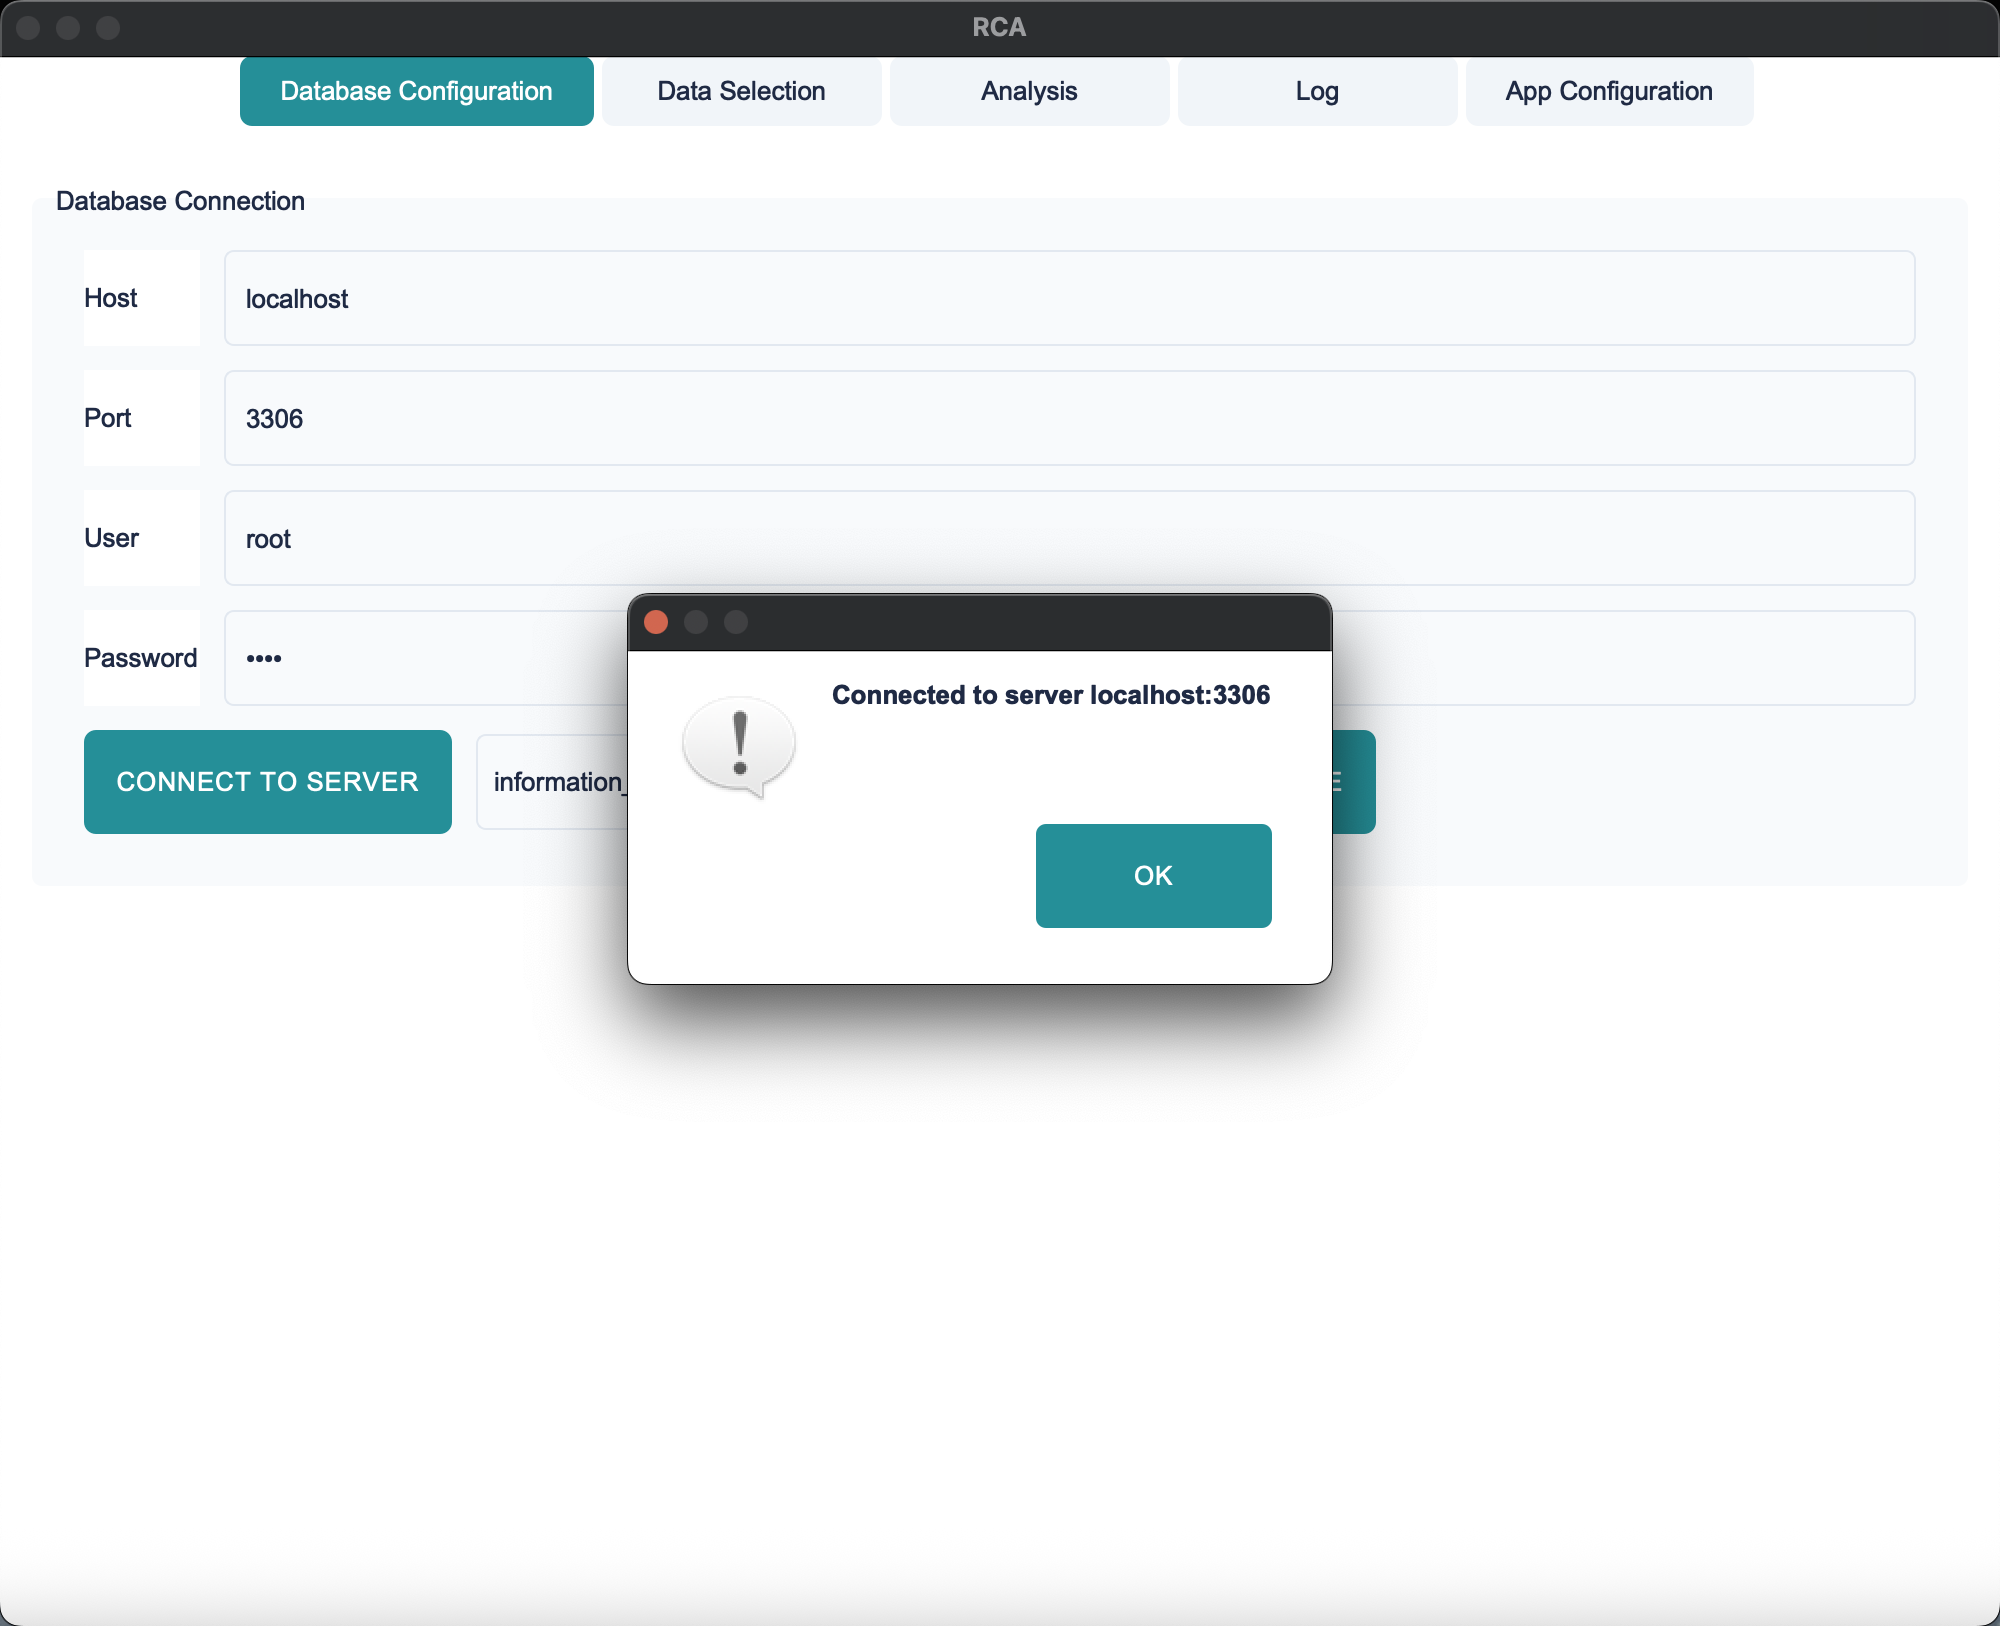 RCA
Database Configuration
Data Selection
Analysis
Log
App Configuration
Database Connection
Host
localhost
Port
3306
User
root
Password
••••
Connected to server localhost:3306
CONNECT TO SERVER
information_
E
OK